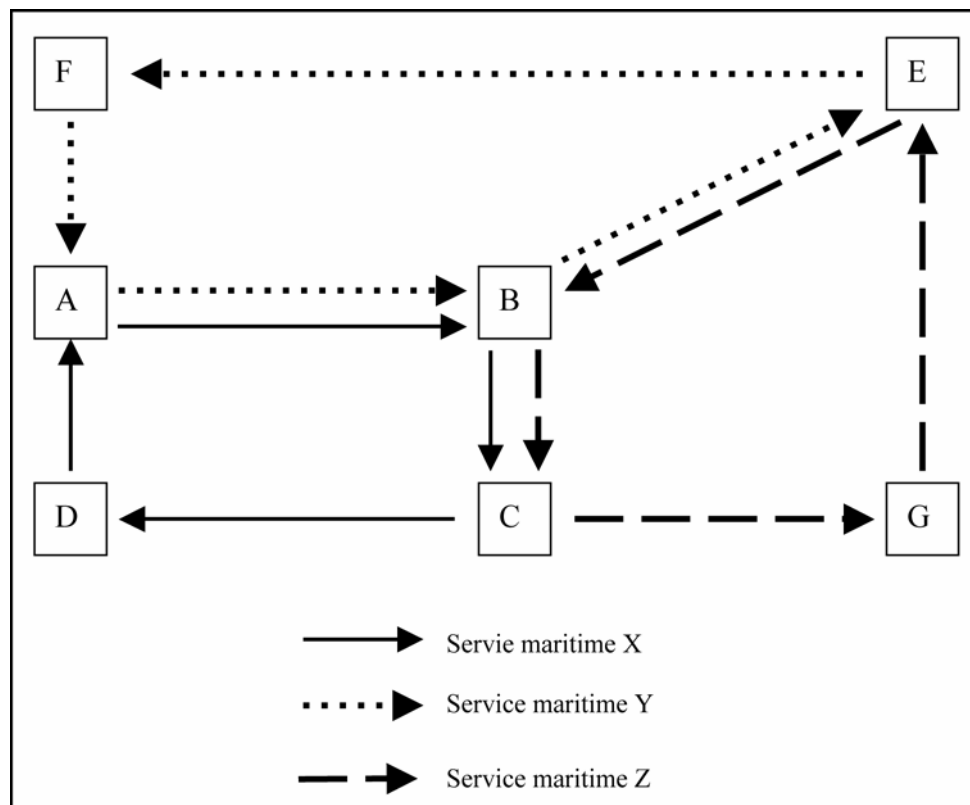 F E
A B
D C G
Servie maritime X
Service maritime Y
Service maritime Z